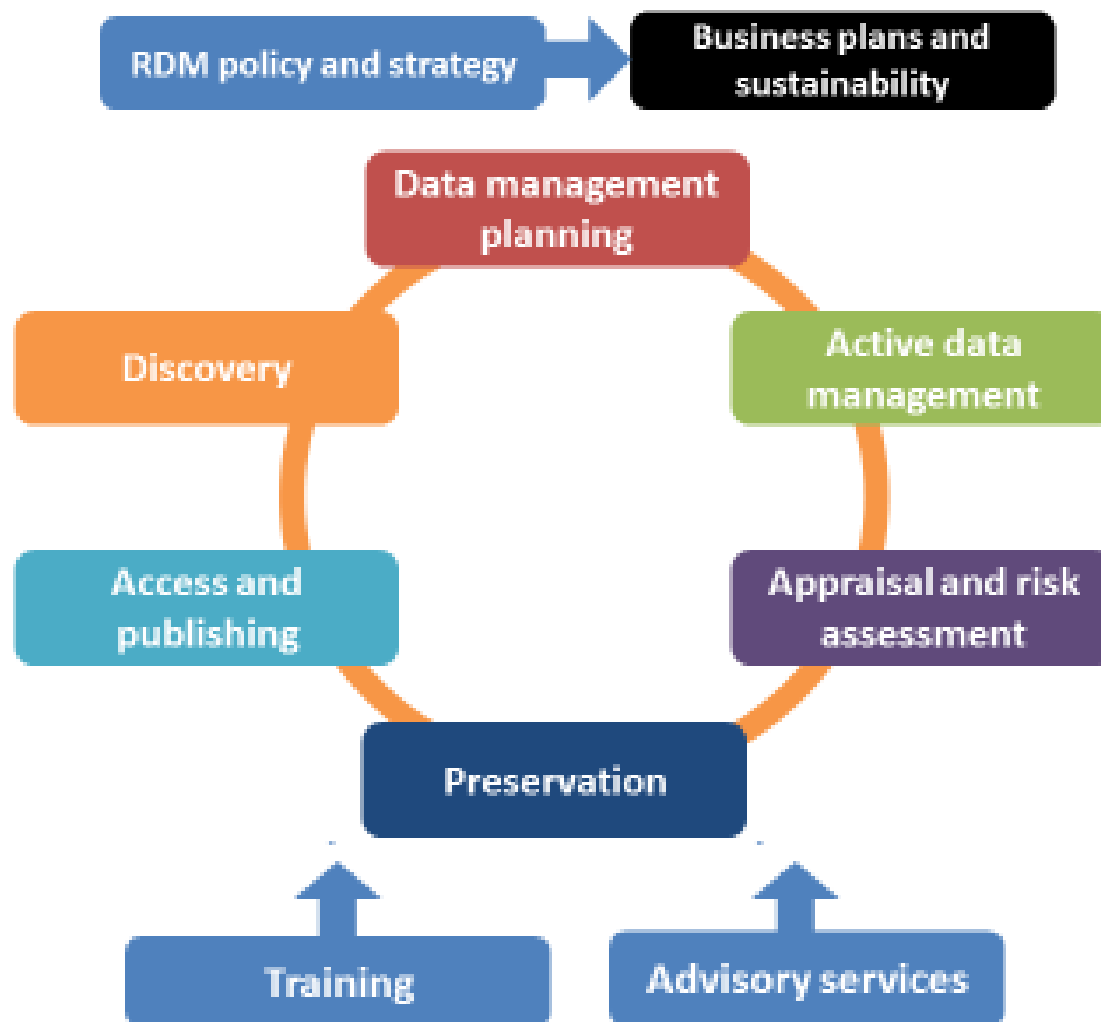 RDM policy and strategy
Business plans and
sustainability
Data management
planning
Discovery
Active data
management
Access and
publishing
Appraisal and risk
assessment
Preservation
Training
Advisory services